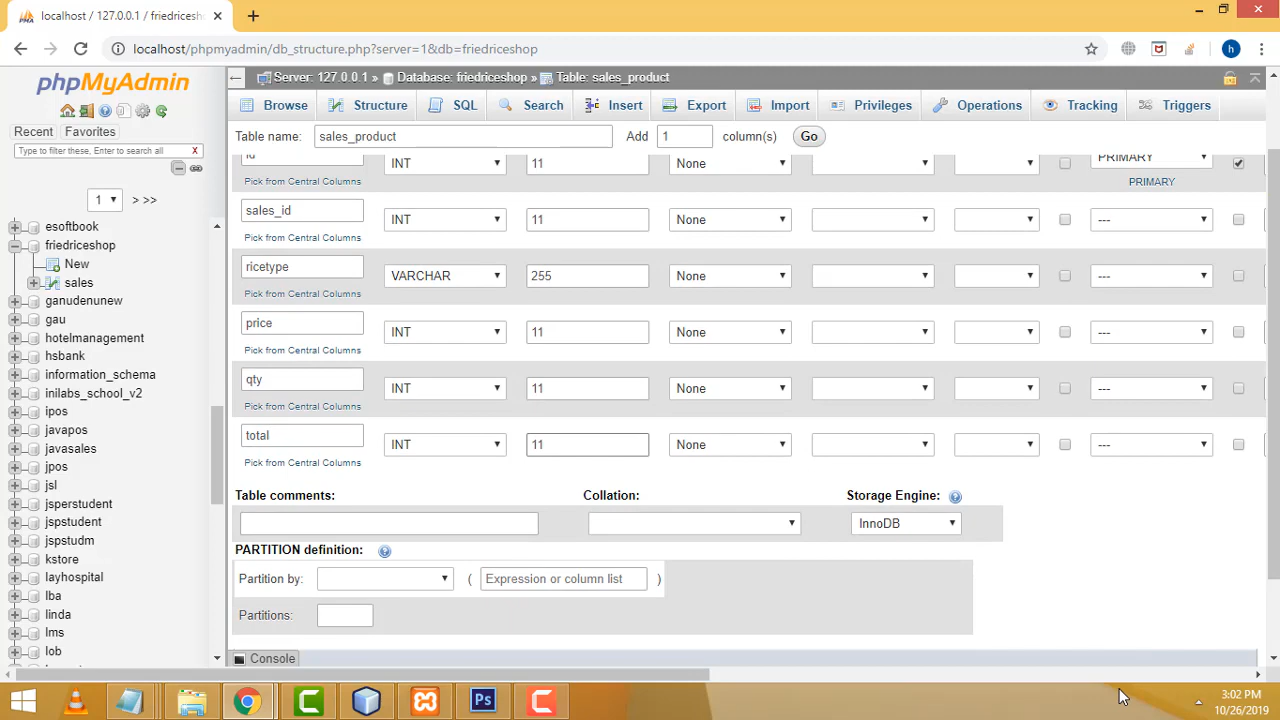 localhost / 127.0.0.1 / friedricesh
localhost/phpmyadmin/db_structure.php?server=1&db=friedriceshop
h
phpMyAdmin
Recent Favorites
Type to filter these, Enter to search all X
1 > >>
esoftbook
friedriceshop
New
sales
ganudenunew
gau
hotelmanagement
hsbank
information_schema
inilabs_school_v2
ipos
javapos
javasales
jpos
jsl
jsperstudent
jspstudent
jspstudm
kstore
layhospital
lba
linda
lms
lob
Server: 127.0.0.1 » Database: friedriceshop » Table: sales_product
Browse Structure SQL Search Insert Export Import Privileges Operations Tracking Triggers
Table name: sales_product Add 1 column(s) Go
id INT 11 None PRIMARY
Pick from Central Columns PRIMARY
sales_id INT 11 None ---
Pick from Central Columns
ricetype VARCHAR 255 None ---
Pick from Central Columns
price INT 11 None ---
Pick from Central Columns
qty INT 11 None ---
Pick from Central Columns
total INT 11 None ---
Pick from Central Columns
Table comments: Collation: Storage Engine:
InnoDB
PARTITION definition:
Partition by: ( Expression or column list )
Partitions:
Console
Ps
3:02 PM
10/26/2019